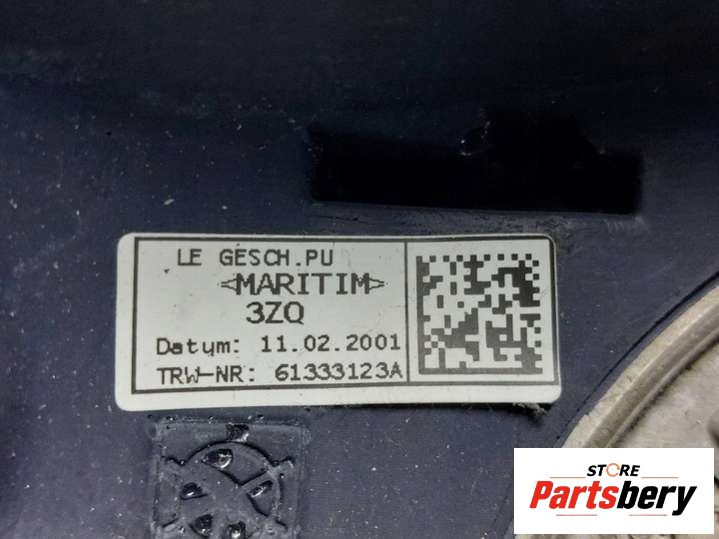 LE GESCH.PU
<MARITIM>
3ZQ
Datum: 11.02.2001
TRW-NR: 61333123A
STORE
Partsbery